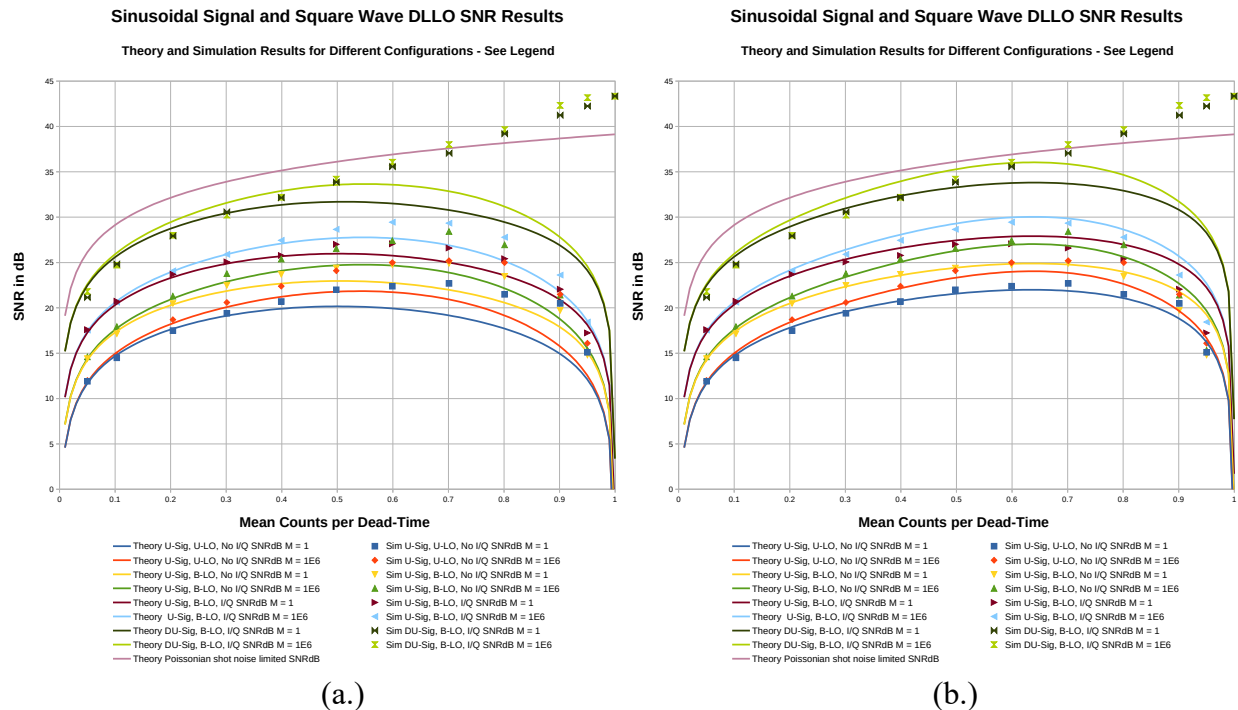 Sinusoidal Signal and Square Wave DLLO SNR Results
Theory and Simulation Results for Different Configurations - See Legend
45
40
35
30
25
20
15
10
5
0
SNR in dB
0 0.1 0.2 0.3 0.4 0.5 0.6 0.7 0.8 0.9 1
Mean Counts per Dead-Time
Theory U-Sig, U-LO, No I/Q SNRdB M = 1
Theory U-Sig, U-LO, No I/Q SNRdB M = 1E6
Theory U-Sig, B-LO, No I/Q SNRdB M = 1
Theory U-Sig, B-LO, No I/Q SNRdB M = 1E6
Theory U-Sig, B-LO, I/Q SNRdB M = 1
Theory  U-Sig, B-LO, I/Q SNRdB M = 1E6
Theory DU-Sig, B-LO, I/Q SNRdB M = 1
Theory DU-Sig, B-LO, I/Q SNRdB M = 1E6
Theory Poissonian shot noise limited SNRdB
Sim U-Sig, U-LO, No I/Q SNRdB M = 1
Sim U-Sig, U-LO, No I/Q SNRdB M = 1E6
Sim U-Sig, B-LO, No I/Q SNRdB M = 1
Sim U-Sig, B-LO, No I/Q SNRdB M = 1E6
Sim U-Sig, B-LO, I/Q SNRdB M = 1
Sim U-Sig, B-LO, I/Q SNRdB M = 1E6
Sim DU-Sig, B-LO, I/Q SNRdB M = 1
Sim DU-Sig, B-LO, I/Q SNRdB M = 1E6
(a.)
Sinusoidal Signal and Square Wave DLLO SNR Results
Theory and Simulation Results for Different Configurations - See Legend
45
40
35
30
25
20
15
10
5
0
SNR in dB
0 0.1 0.2 0.3 0.4 0.5 0.6 0.7 0.8 0.9 1
Mean Counts per Dead-Time
Theory U-Sig, U-LO, No I/Q SNRdB M = 1
Theory U-Sig, U-LO, No I/Q SNRdB M = 1E6
Theory U-Sig, B-LO, No I/Q SNRdB M = 1
Theory U-Sig, B-LO, No I/Q SNRdB M = 1E6
Theory U-Sig, B-LO, I/Q SNRdB M = 1
Theory  U-Sig, B-LO, I/Q SNRdB M = 1E6
Theory DU-Sig, B-LO, I/Q SNRdB M = 1
Theory DU-Sig, B-LO, I/Q SNRdB M = 1E6
Theory Poissonian shot noise limited SNRdB
Sim U-Sig, U-LO, No I/Q SNRdB M = 1
Sim U-Sig, U-LO, No I/Q SNRdB M = 1E6
Sim U-Sig, B-LO, No I/Q SNRdB M = 1
Sim U-Sig, B-LO, No I/Q SNRdB M = 1E6
Sim U-Sig, B-LO, I/Q SNRdB M = 1
Sim U-Sig, B-LO, I/Q SNRdB M = 1E6
Sim DU-Sig, B-LO, I/Q SNRdB M = 1
Sim DU-Sig, B-LO, I/Q SNRdB M = 1E6
(b.)